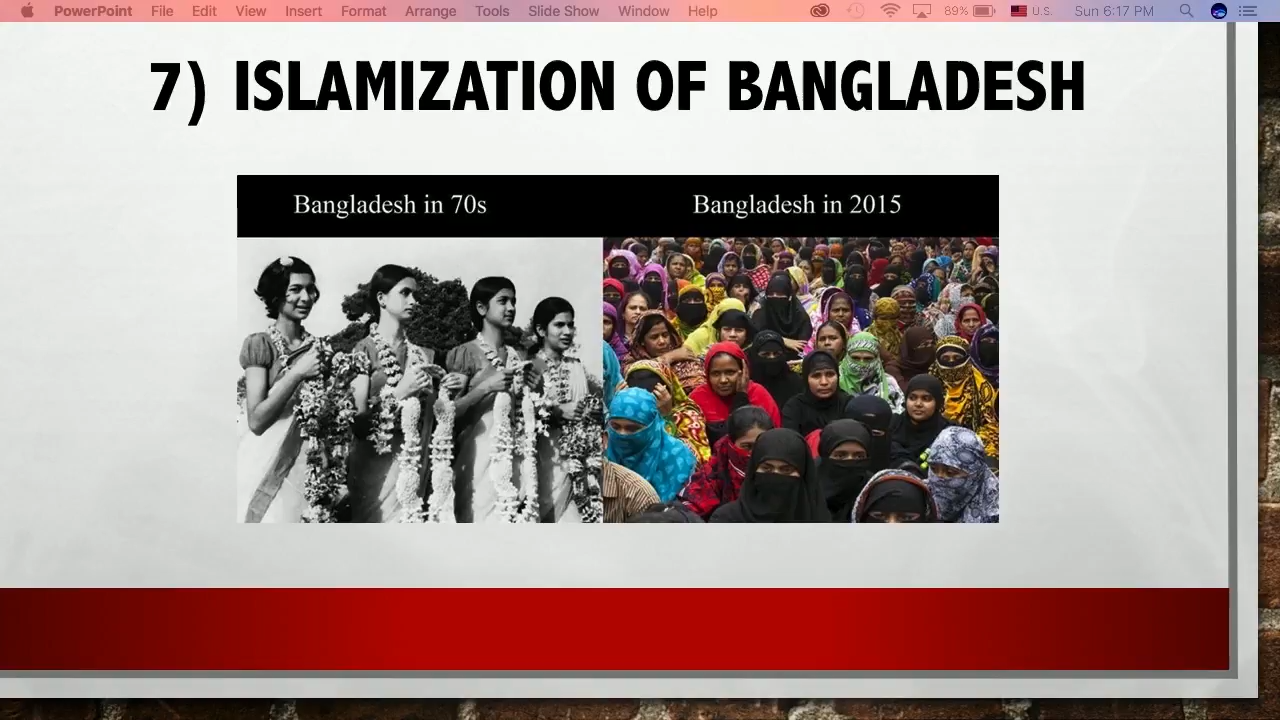 PowerPoint File Edit View Insert Format Arrange Tools Slide Show Window Help 89% U.S. Sun 6:17 PM
7) ISLAMIZATION OF BANGLADESH
Bangladesh in 70s Bangladesh in 2015